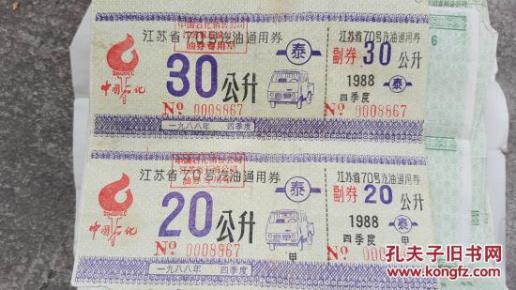 江苏省70号汽油通用券
泰
30公升
中国石化
No 0008867
一九八八年 四季度
江苏省70号汽油通用券
副券 30 公升
1988 泰
四季度
No 0008867
江苏省70号汽油通用券
泰
20公升
中国石化
No 0008867
甲
一九八八年 四季度
江苏省70号汽油通用券
副券 20 公升
1988 泰
四季度 甲
No
孔夫子旧书网